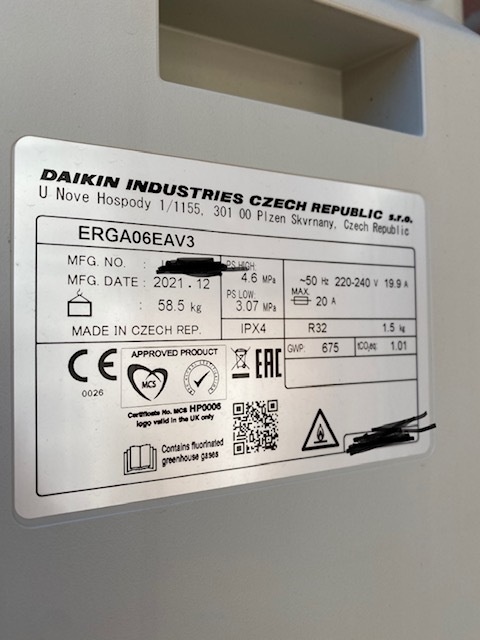 DAIKIN INDUSTRIES CZECH REPUBLIC s.r.o.
U Nove Hospody 1/1155, 301 00 Plzen Skvrnany, Czech Republic
ERGA06EAV3
MFG. NO. :
PS HIGH:
4.6 MPa
~50 Hz 220-240 V 19.9 A
MFG. DATE : 2021.12
PS LOW:
3.07 MPa
MAX.
20 A
: 58.5 kg
MADE IN CZECH REP.
IPX4
R32
1.5 kg
GWP: 675
tCO₂eq: 1.01
CE
0026
APPROVED PRODUCT
MCS
EAC
Certificate No. MCS HP0006
logo valid in the UK only
Contains fluorinated
greenhouse gases